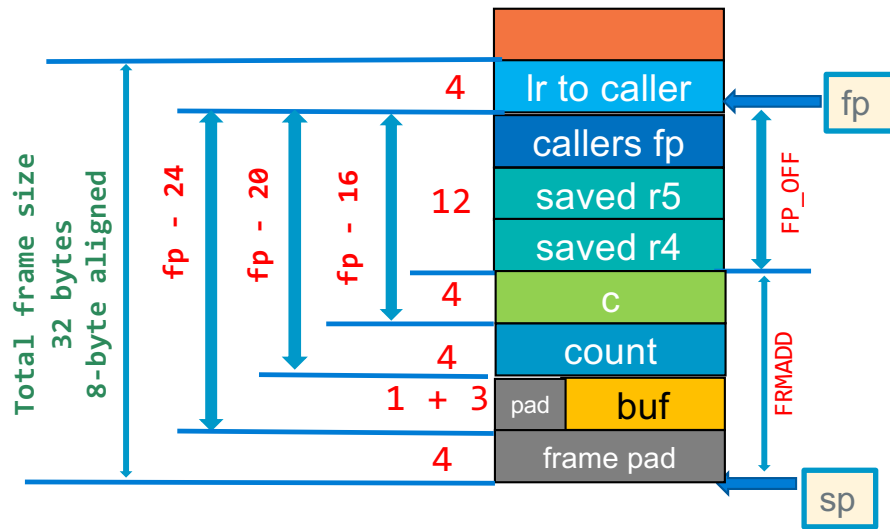 Total frame size
32 bytes
8-byte aligned
fp - 24
fp - 20
fp - 16
4
12
4
4
1 + 3
4
lr to caller
callers fp
saved r5
saved r4
c
count
pad
buf
frame pad
fp
FP_OFF
FRMADD
sp